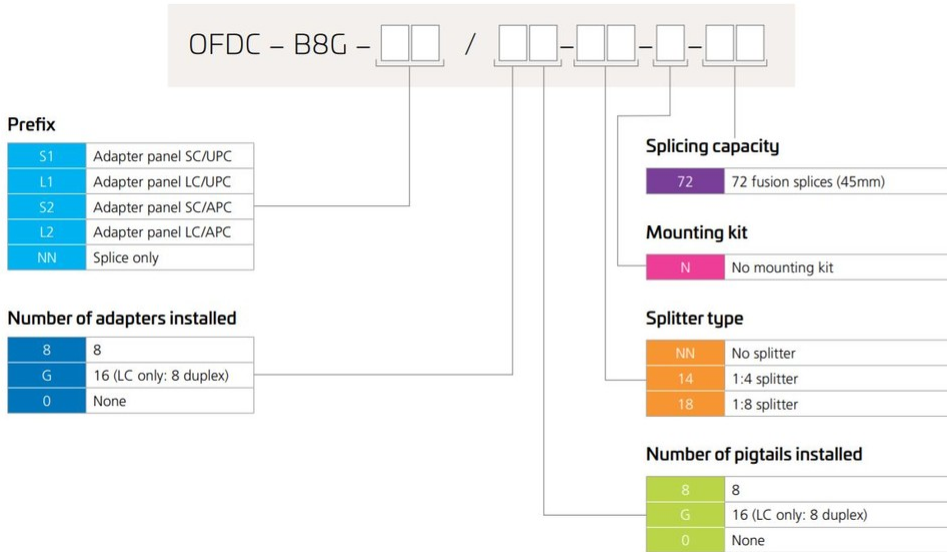 OFDC – B8G – / – – –
Prefix
S1 Adapter panel SC/UPC
L1 Adapter panel LC/UPC
S2 Adapter panel SC/APC
L2 Adapter panel LC/APC
NN Splice only
Number of adapters installed
8 8
G 16 (LC only: 8 duplex)
0 None
Splicing capacity
72 72 fusion splices (45mm)
Mounting kit
N No mounting kit
Splitter type
NN No splitter
14 1:4 splitter
18 1:8 splitter
Number of pigtails installed
8 8
G 16 (LC only: 8 duplex)
0 None